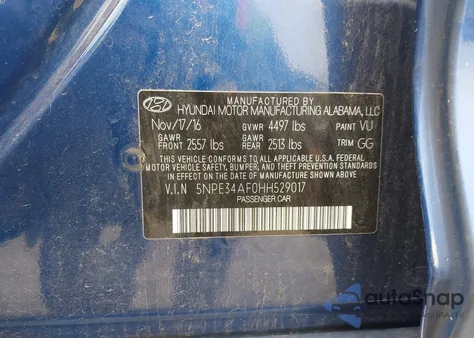 MANUFACTURED BY
HYUNDAI MOTOR MANUFACTURING ALABAMA, LLC
Nov/17/16 GVWR 4497 lbs PAINT VU
GAWR GAWR
FRONT 2557 lbs REAR 2513 lbs TRIM GG
THIS VEHICLE CONFORMS TO ALL APPLICABLE U.S.A FEDERAL
MOTOR VEHICLE SAFETY, BUMPER, AND THEFT PREVENTION STANDARDS
IN EFFECT ON THE DATE OF MANUFACTURE SHOWN ABOVE.
V.I.N 5NPE34AF0HH529017
PASSENGER CAR
autoSnap
VEHICLE HISTORY